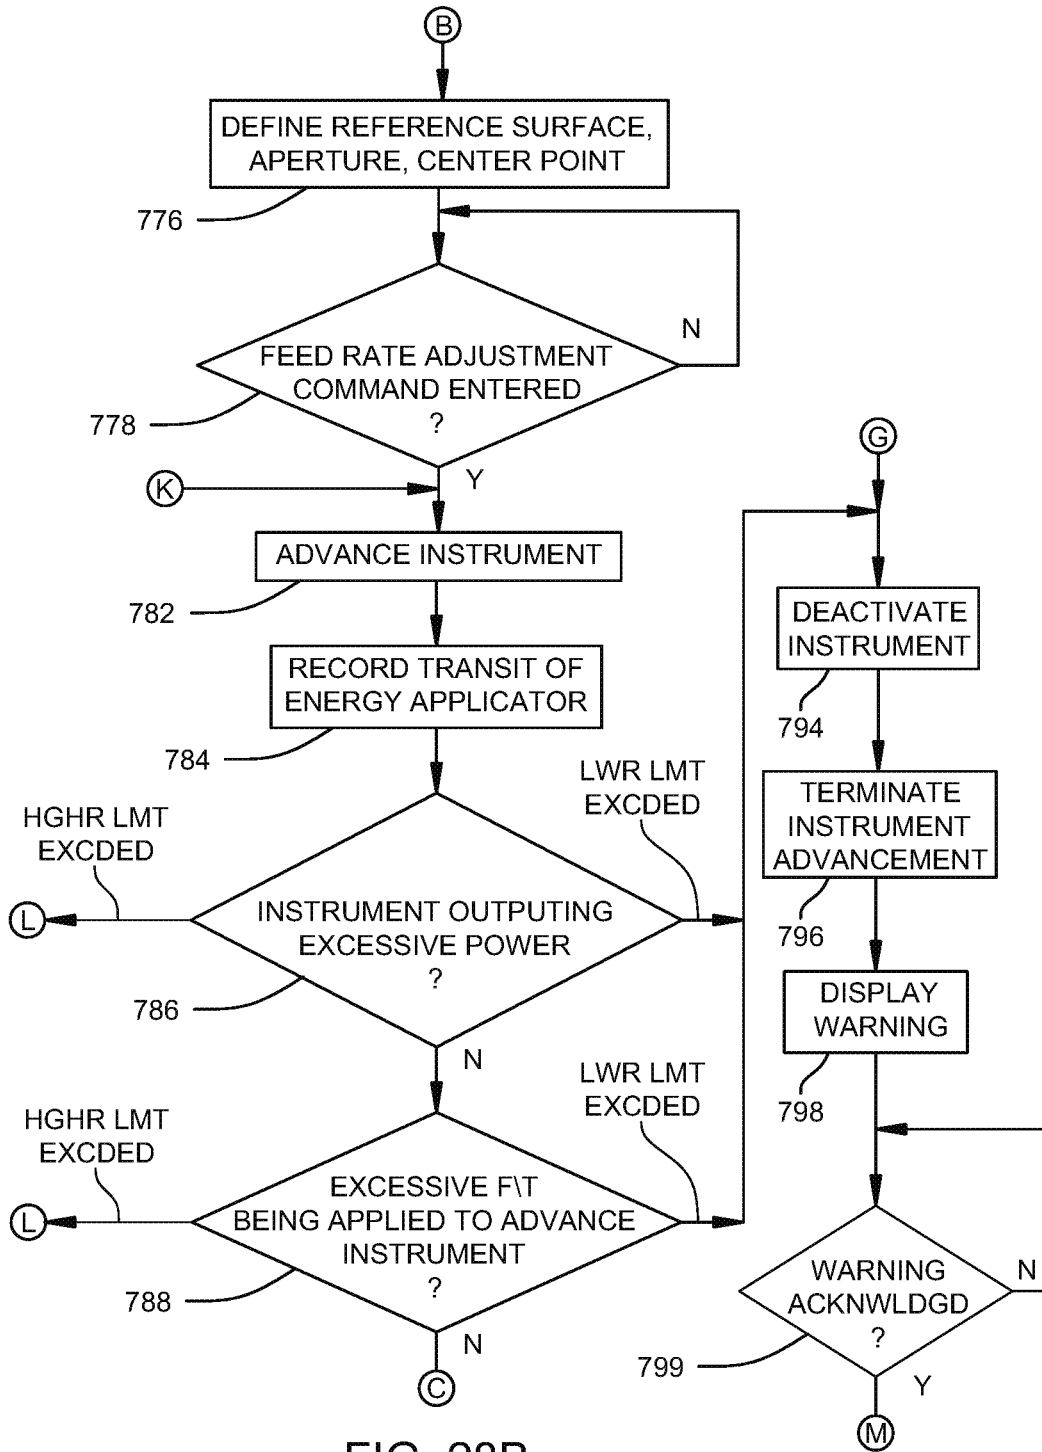 B
DEFINE REFERENCE SURFACE,
APERTURE, CENTER POINT
776
N
FEED RATE ADJUSTMENT
COMMAND ENTERED
?
778
Y
K
ADVANCE INSTRUMENT
782
RECORD TRANSIT OF
ENERGY APPLICATOR
784
HGHR LMT
EXCDED
LWR LMT
EXCDED
L
INSTRUMENT OUTPUTING
EXCESSIVE POWER
?
786
N
HGHR LMT
EXCDED
LWR LMT
EXCDED
L
EXCESSIVE F\T
BEING APPLIED TO ADVANCE
INSTRUMENT
?
788
N
C
G
DEACTIVATE
INSTRUMENT
794
TERMINATE
INSTRUMENT
ADVANCEMENT
796
DISPLAY
WARNING
798
WARNING
ACKNWLDGD
?
N
799
Y
M
FIG. 28B